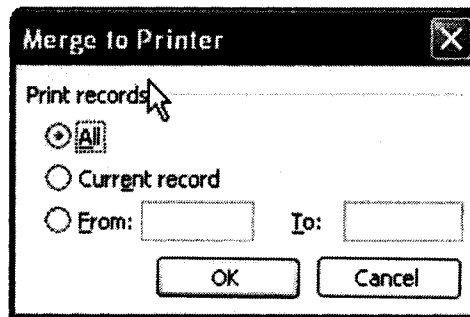 Merge to Printer
Print records
All
Current record
From: To:
OK Cancel